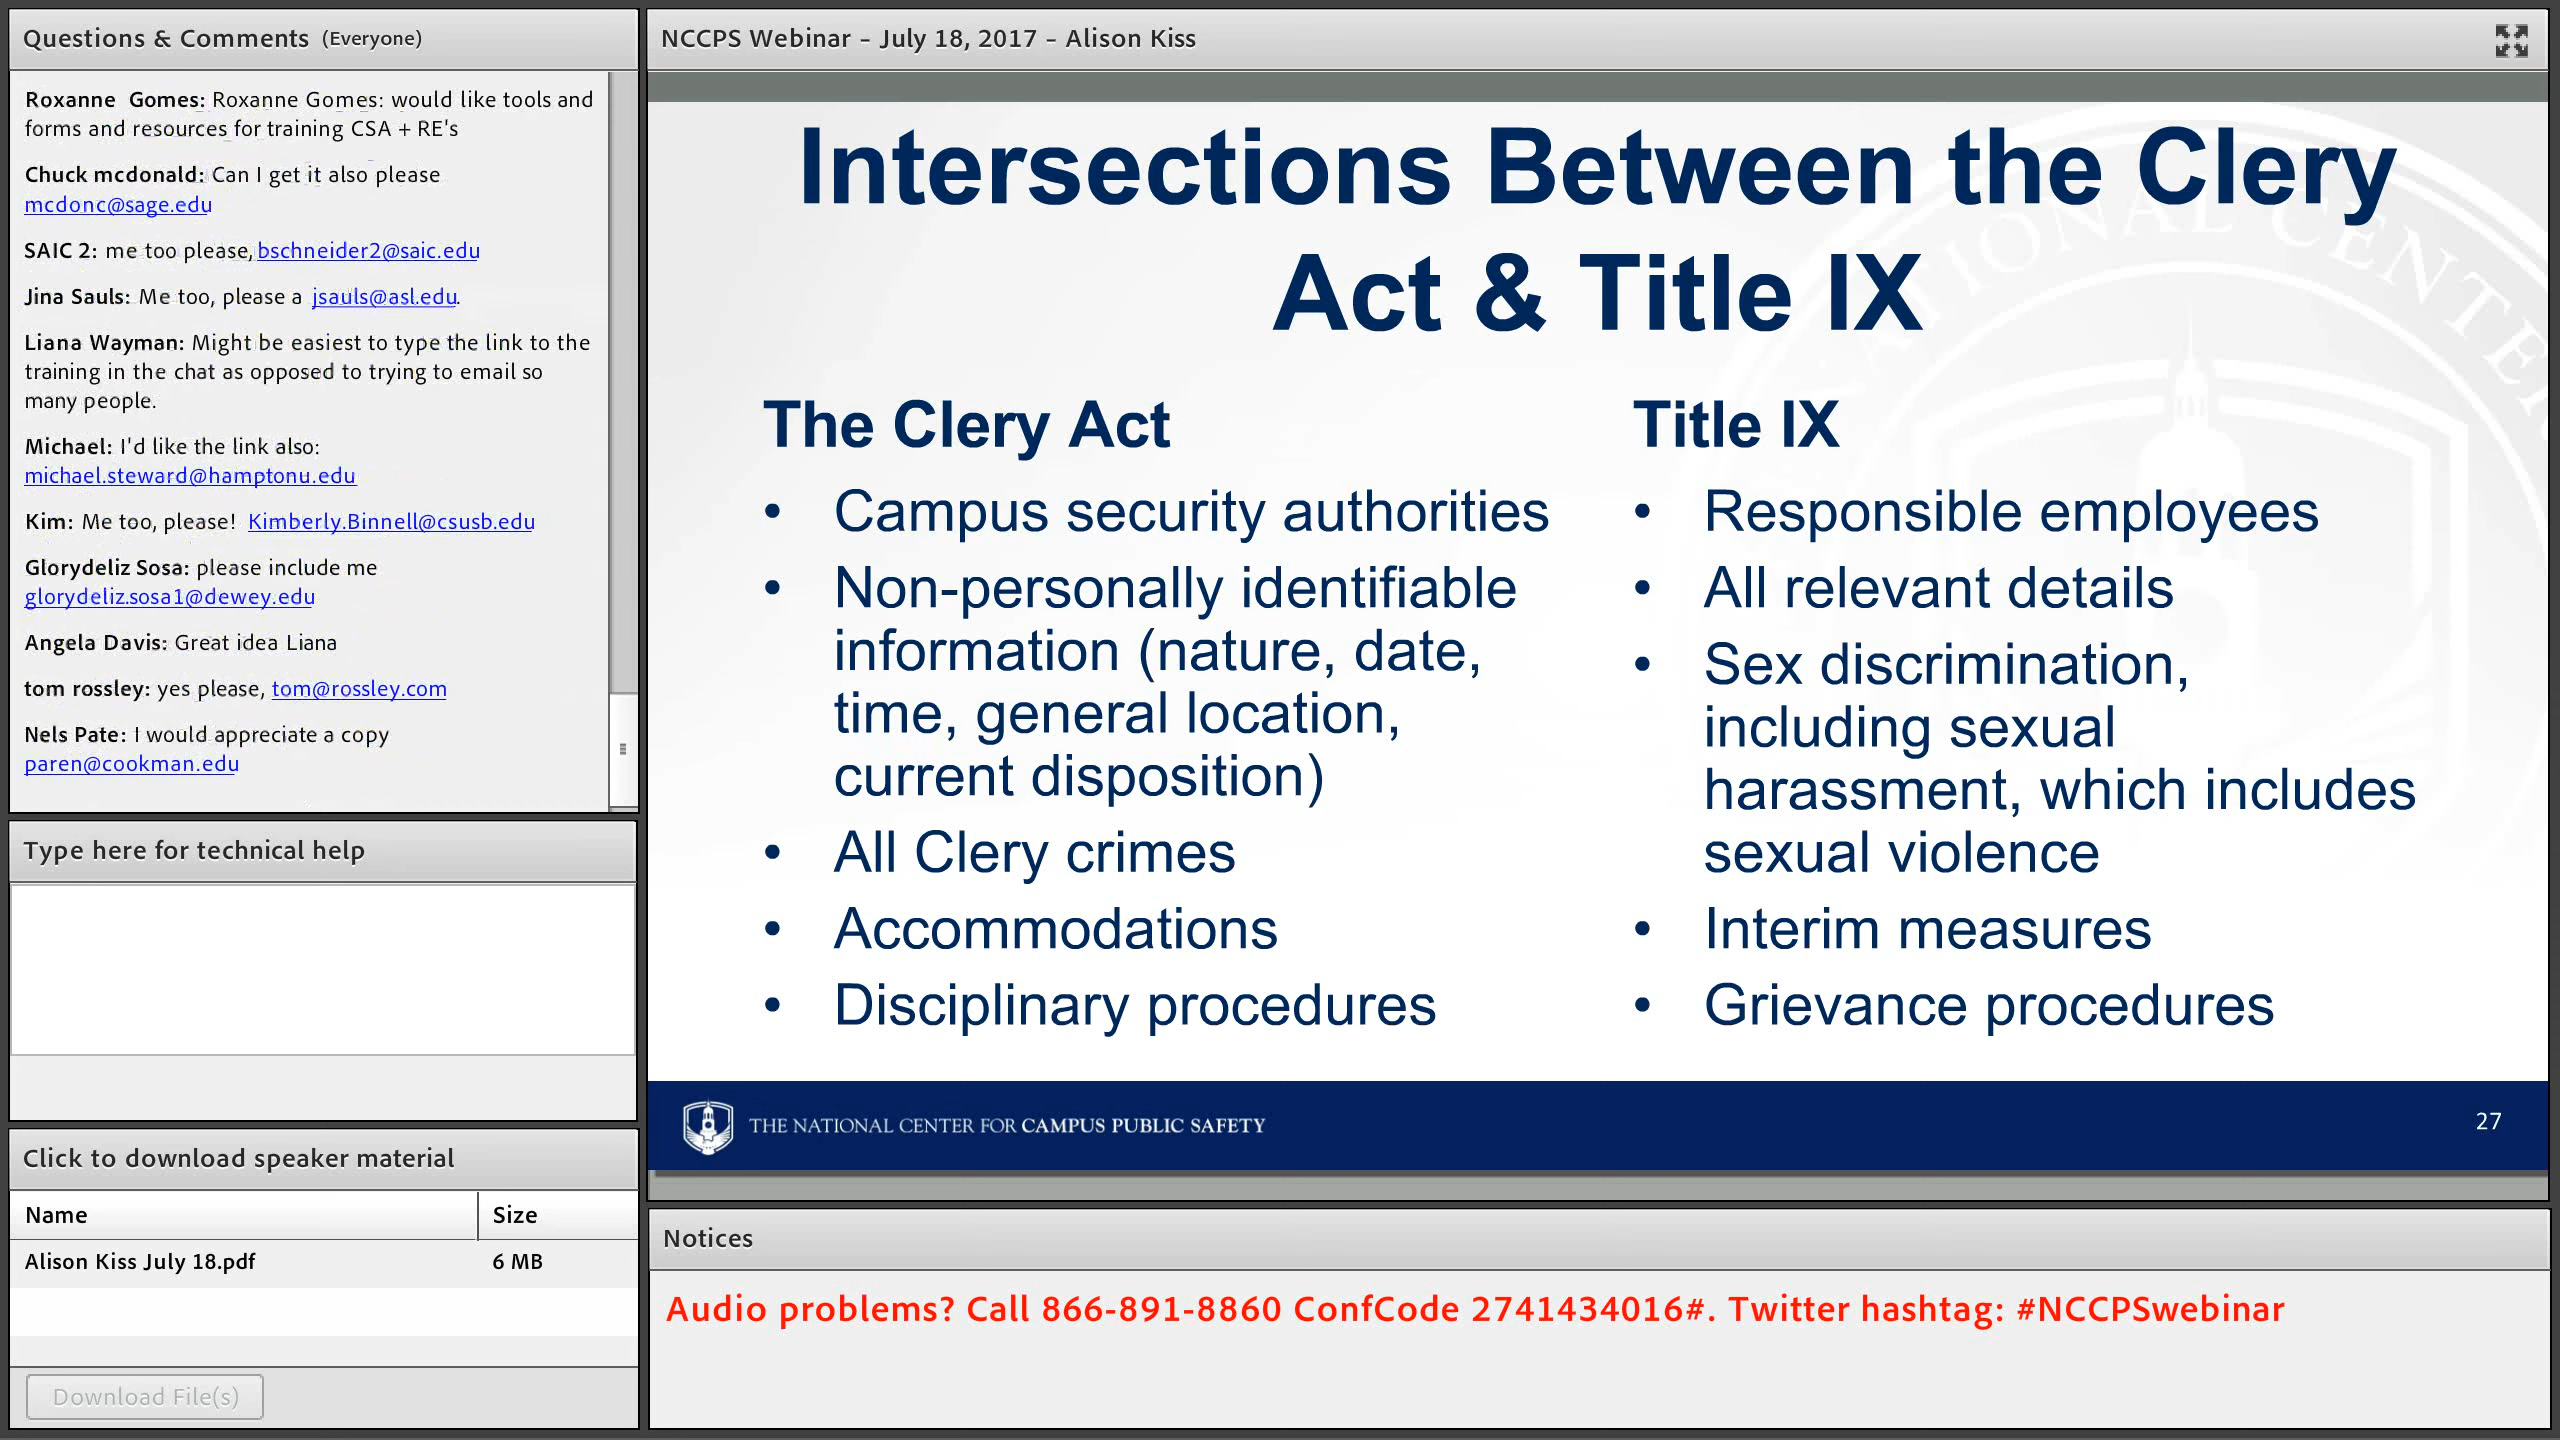 Questions & Comments (Everyone)
Roxanne Gomes: Roxanne Gomes: would like tools and
forms and resources for training CSA + RE's
Chuck mcdonald: Can I get it also please
mcdonc@sage.edu
SAIC 2: me too please, bschneider2@saic.edu
Jina Sauls: Me too, please a jsauls@asl.edu.
Liana Wayman: Might be easiest to type the link to the
training in the chat as opposed to trying to email so
many people.
Michael: I'd like the link also:
michael.steward@hamptonu.edu
Kim: Me too, please! Kimberly.Binnell@csusb.edu
Glorydeliz Sosa: please include me
glorydeliz.sosa1@dewey.edu
Angela Davis: Great idea Liana
tom rossley: yes please, tom@rossley.com
Nels Pate: I would appreciate a copy
paren@cookman.edu
Type here for technical help
Click to download speaker material
Name Size
Alison Kiss July 18.pdf 6 MB
Download File(s)
NCCPS Webinar - July 18, 2017 - Alison Kiss
Intersections Between the Clery
Act & Title IX
The Clery Act
• Campus security authorities
• Non-personally identifiable
information (nature, date,
time, general location,
current disposition)
• All Clery crimes
• Accommodations
• Disciplinary procedures
Title IX
• Responsible employees
• All relevant details
• Sex discrimination,
including sexual
harassment, which includes
sexual violence
• Interim measures
• Grievance procedures
NATIONAL CENTER
THE NATIONAL CENTER FOR CAMPUS PUBLIC SAFETY
27
Notices
Audio problems? Call 866-891-8860 ConfCode 2741434016#. Twitter hashtag: #NCCPSwebinar